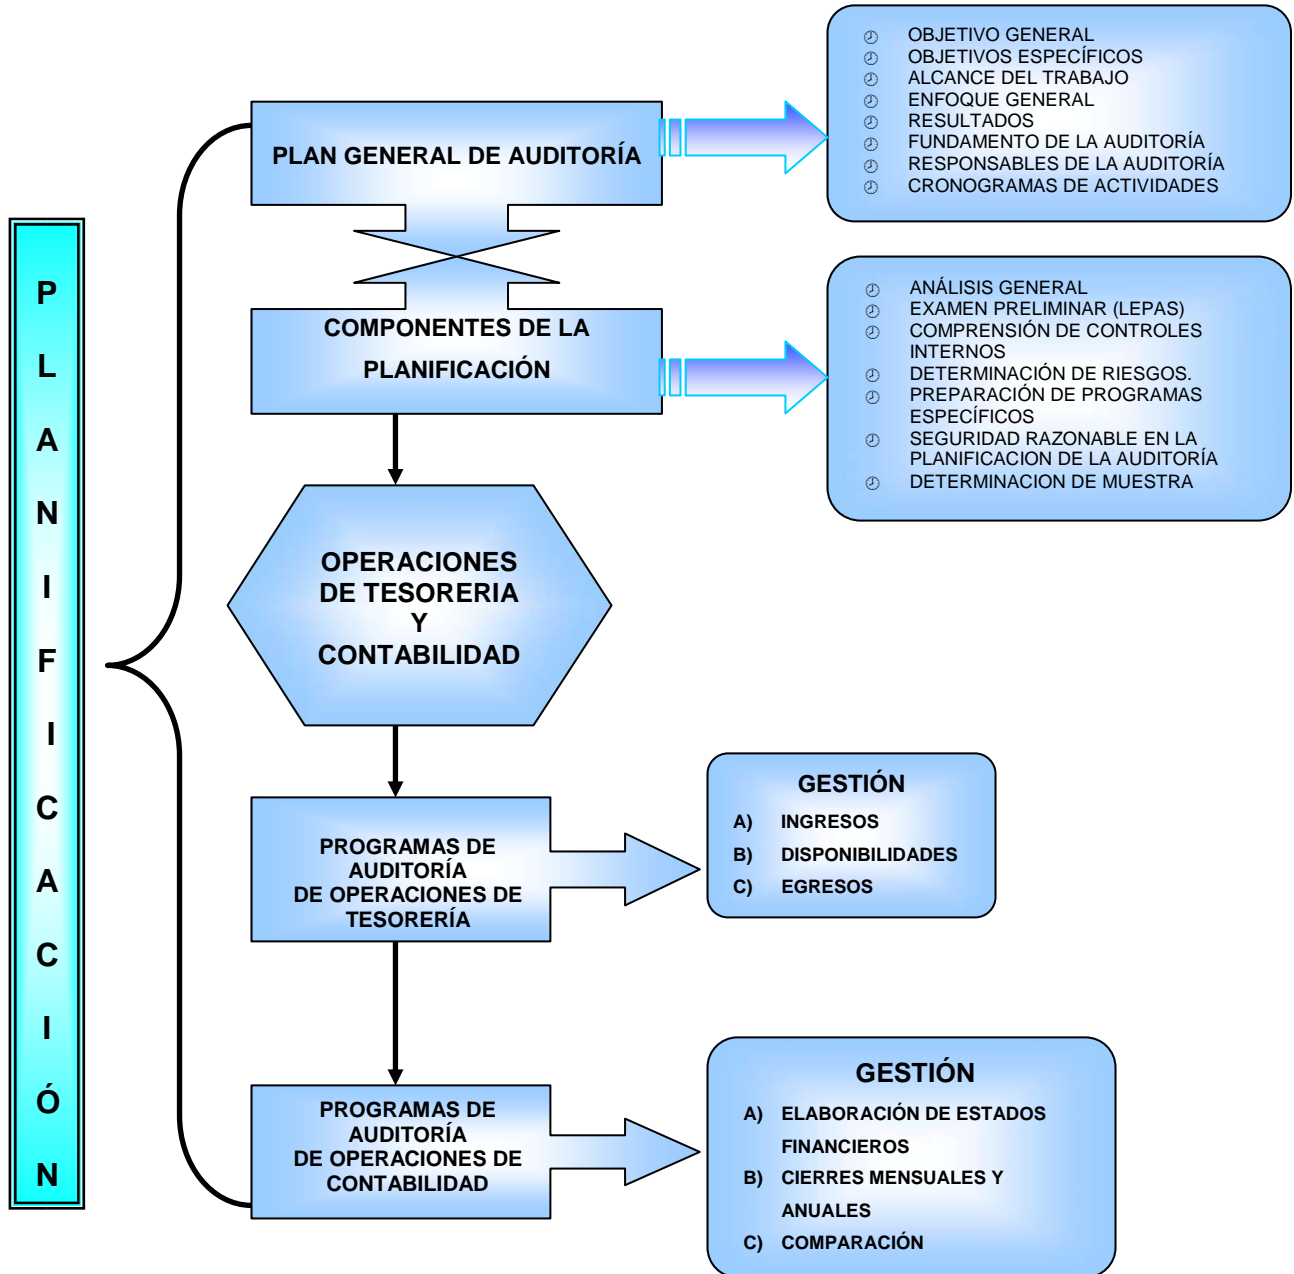 PLANIFICACIÓN
PLAN GENERAL DE AUDITORÍA
OBJETIVO GENERAL
OBJETIVOS ESPECÍFICOS
ALCANCE DEL TRABAJO
ENFOQUE GENERAL
RESULTADOS
FUNDAMENTO DE LA AUDITORÍA
RESPONSABLES DE LA AUDITORÍA
CRONOGRAMAS DE ACTIVIDADES
COMPONENTES DE LA
PLANIFICACIÓN
ANÁLISIS GENERAL
EXAMEN PRELIMINAR (LEPAS)
COMPRENSIÓN DE CONTROLES
INTERNOS
DETERMINACIÓN DE RIESGOS.
PREPARACIÓN DE PROGRAMAS
ESPECÍFICOS
SEGURIDAD RAZONABLE EN LA
PLANIFICACION DE LA AUDITORÍA
DETERMINACION DE MUESTRA
OPERACIONES
DE TESORERIA
Y
CONTABILIDAD
PROGRAMAS DE
AUDITORÍA
DE OPERACIONES DE
TESORERÍA
GESTIÓN
A) INGRESOS
B) DISPONIBILIDADES
C) EGRESOS
PROGRAMAS DE
AUDITORÍA
DE OPERACIONES DE
CONTABILIDAD
GESTIÓN
A) ELABORACIÓN DE ESTADOS
FINANCIEROS
B) CIERRES MENSUALES Y
ANUALES
C) COMPARACIÓN